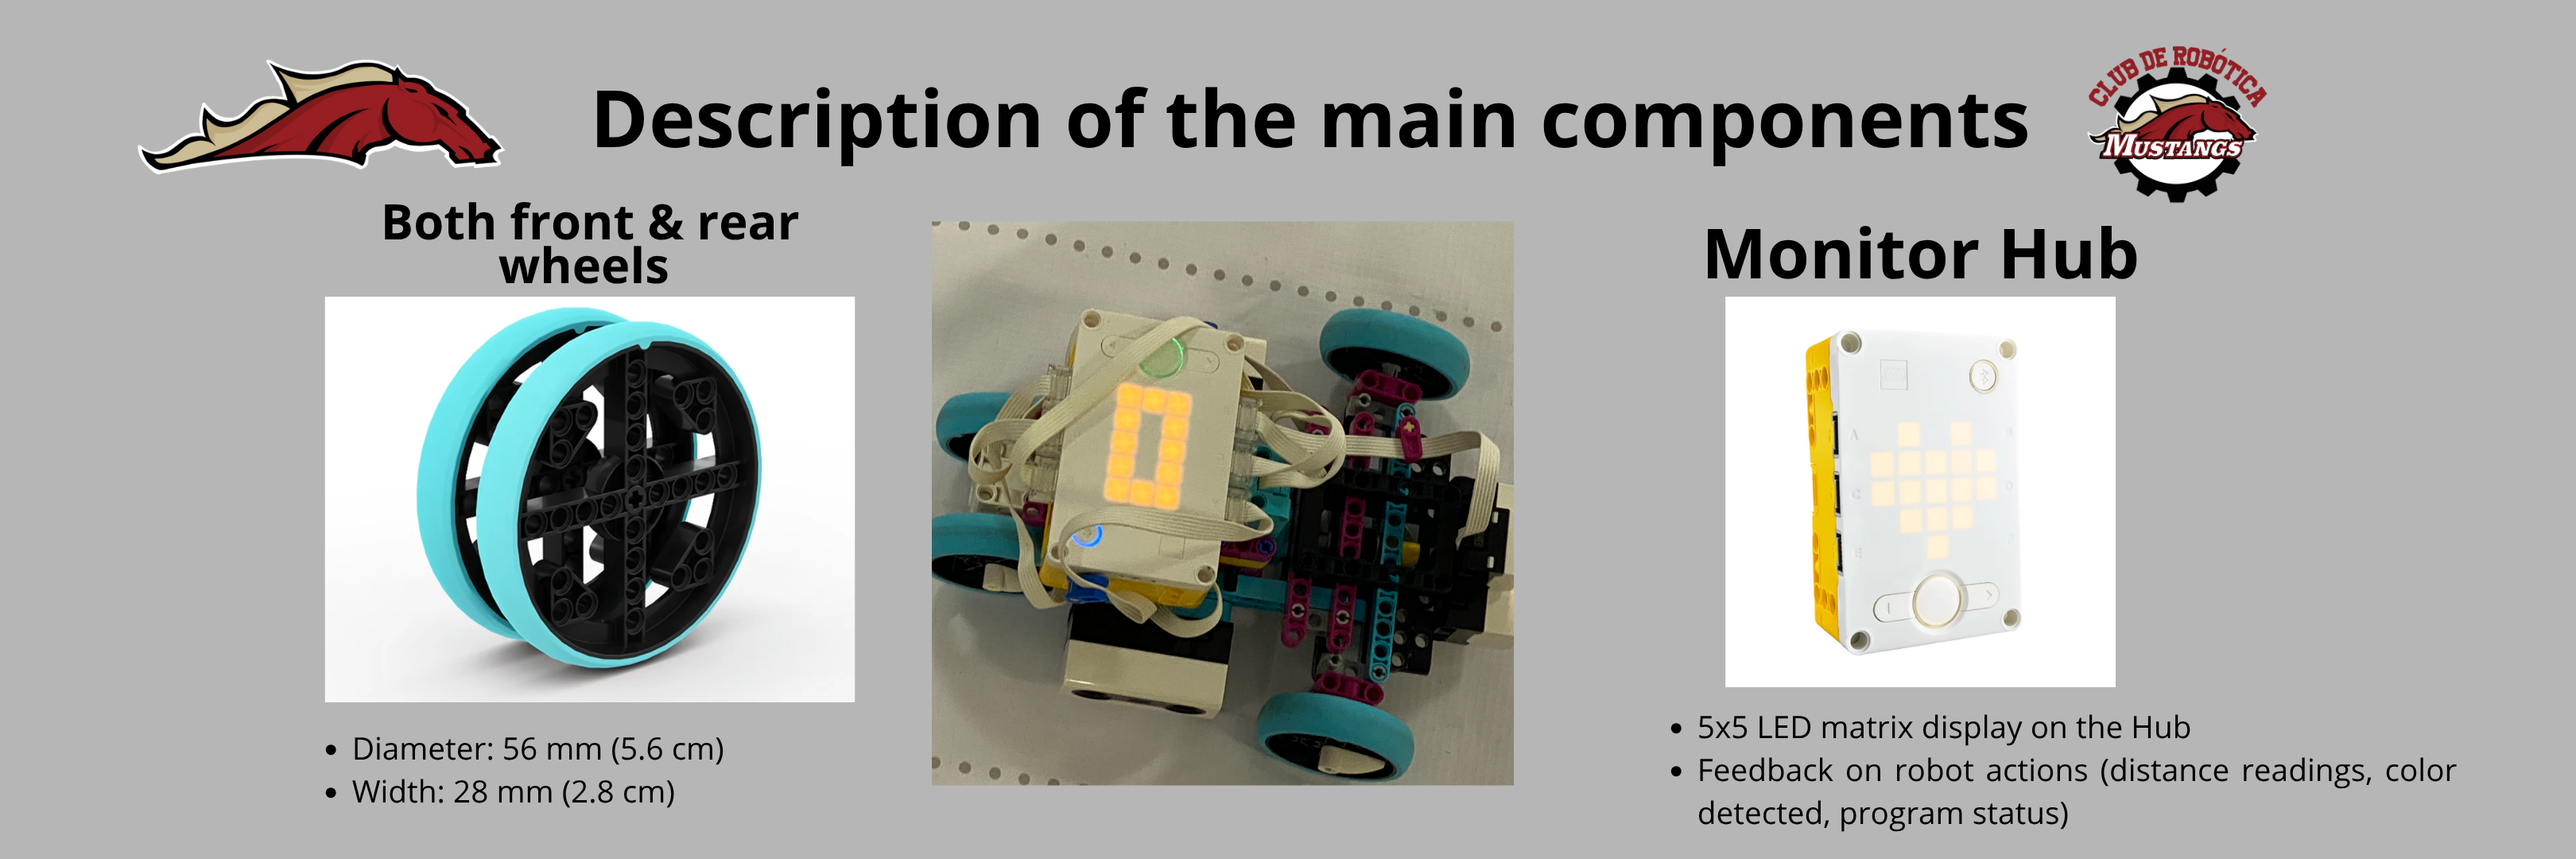 CLUB DE ROBÓTICA
MUSTANGS
Description of the main components
Both front & rear
wheels
Monitor Hub
A
C
E
• Diameter: 56 mm (5.6 cm)
• Width: 28 mm (2.8 cm)
• 5x5 LED matrix display on the Hub
• Feedback on robot actions (distance readings, color
detected, program status)